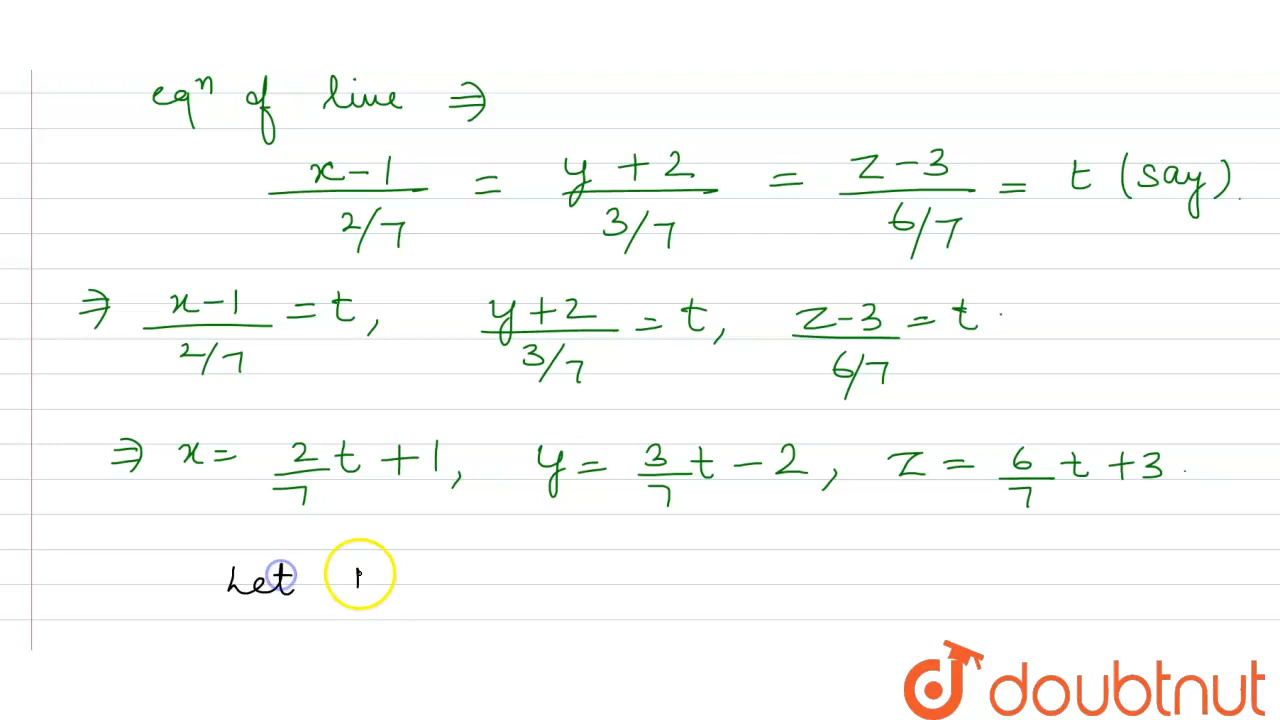 eqⁿ of line ⇒
x-1 / 2/7 = y+2 / 3/7 = z-3 / 6/7 = t (say).
⇒ x-1 / 2/7 = t, y+2 / 3/7 = t, z-3 / 6/7 = t.
⇒ x = 2/7 t + 1, y = 3/7 t - 2, z = 6/7 t + 3.
Let
doubtnut